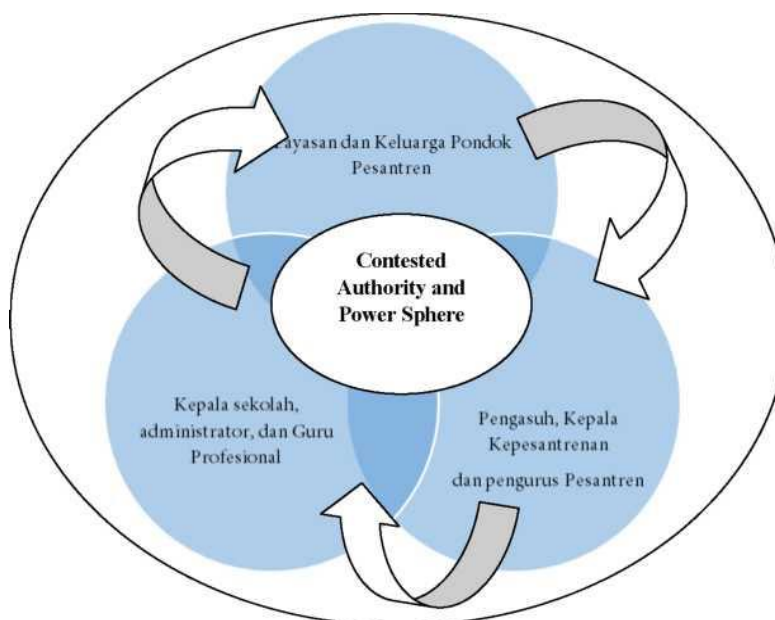 Yayasan dan Keluarga Pondok
Pesantren
Contested
Authority and
Power Sphere
Kepala sekolah,
administrator, dan Guru
Profesional
Pengasuh, Kepala
Kepesantrenan
dan pengurus Pesantren